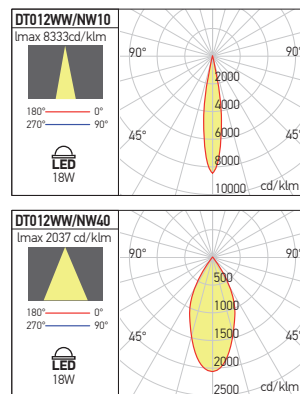 DT012WW/NW10
Imax 8333cd/klm
180° 0°
270° 90°
LED
18W
90° 90°
45° 45°
2000
4000
6000
8000
10000 cd/klm
DT012WW/NW40
Imax 2037 cd/klm
180° 0°
270° 90°
LED
18W
90° 90°
45° 45°
500
1000
1500
2000
2500 cd/klm